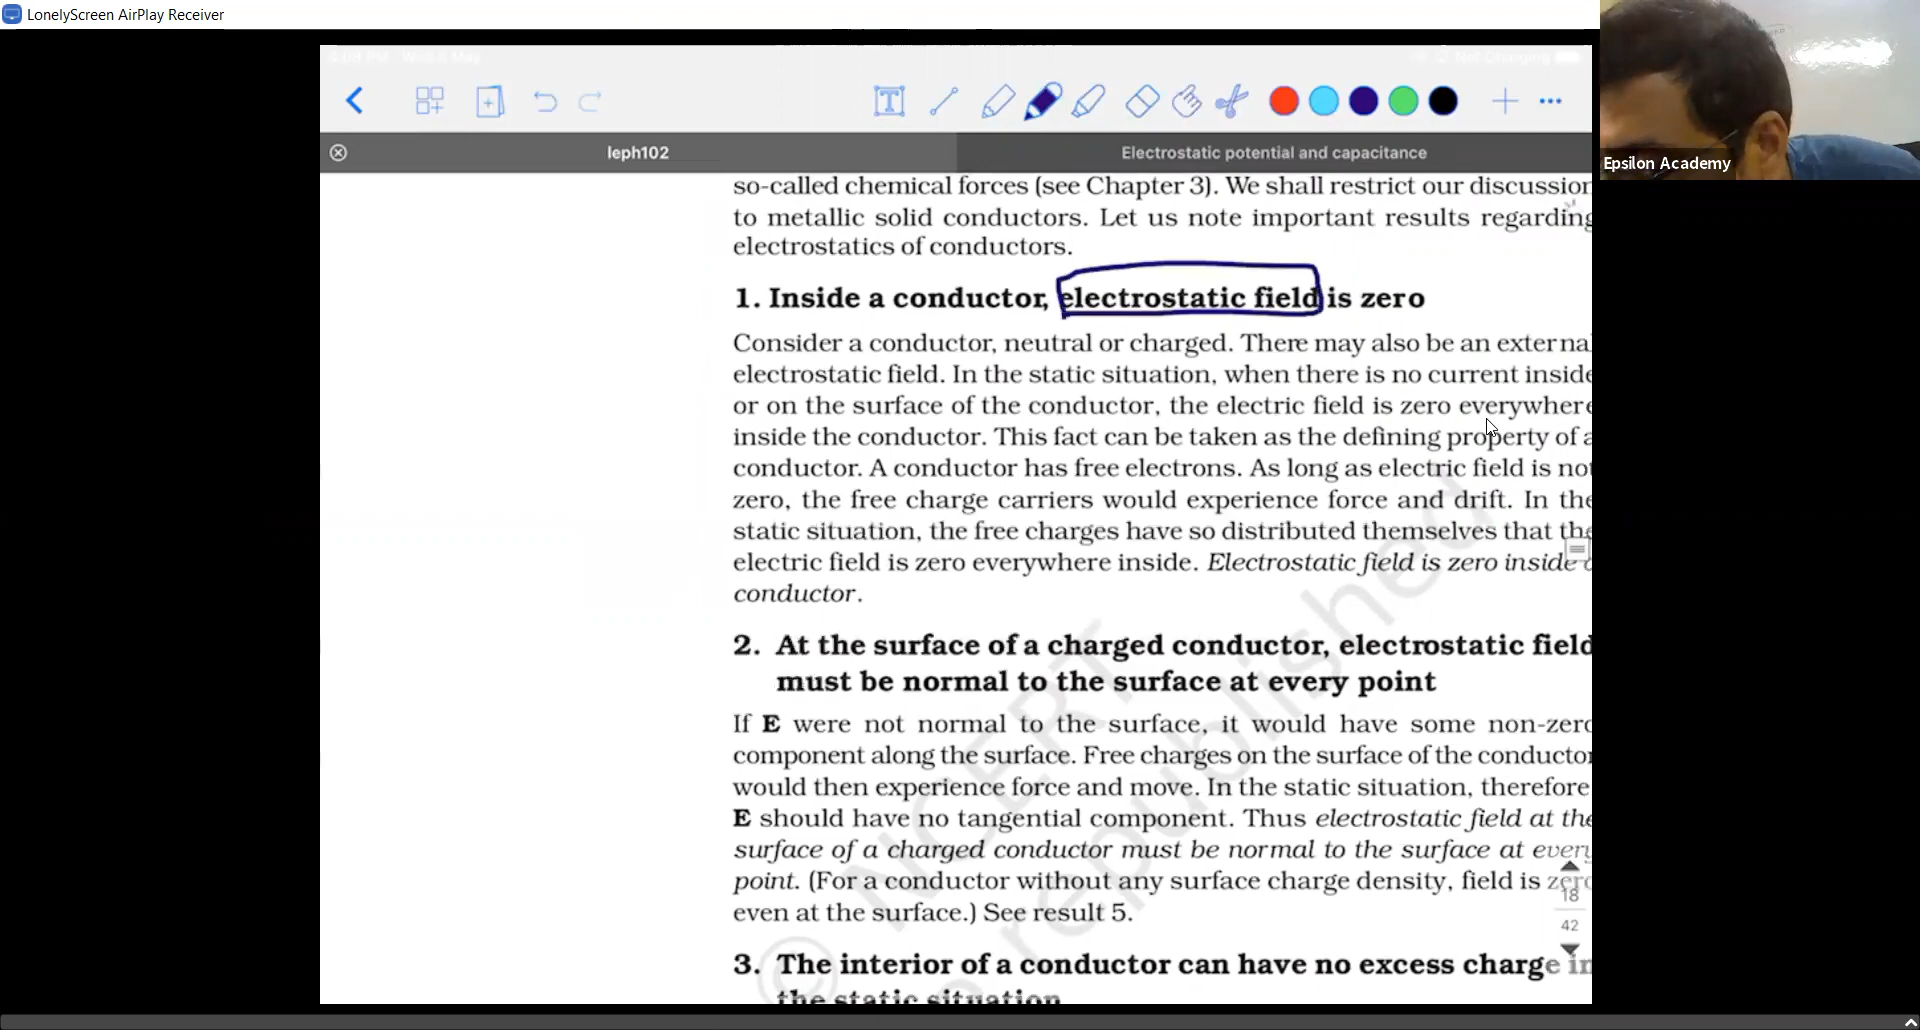 LonelyScreen AirPlay Receiver
T
leph102
Electrostatic potential and capacitance
Epsilon Academy
so-called chemical forces (see Chapter 3). We shall restrict our discussion
to metallic solid conductors. Let us note important results regarding
electrostatics of conductors.
1. Inside a conductor, electrostatic field is zero
Consider a conductor, neutral or charged. There may also be an externa
electrostatic field. In the static situation, when there is no current inside
or on the surface of the conductor, the electric field is zero everywhere
inside the conductor. This fact can be taken as the defining property of a
conductor. A conductor has free electrons. As long as electric field is not
zero, the free charge carriers would experience force and drift. In the
static situation, the free charges have so distributed themselves that the
electric field is zero everywhere inside. Electrostatic field is zero inside a
conductor.
2. At the surface of a charged conductor, electrostatic field
must be normal to the surface at every point
If E were not normal to the surface, it would have some non-zero
component along the surface. Free charges on the surface of the conductor
would then experience force and move. In the static situation, therefore
E should have no tangential component. Thus electrostatic field at the
surface of a charged conductor must be normal to the surface at every
point. (For a conductor without any surface charge density, field is zero
even at the surface.) See result 5.
3. The interior of a conductor can have no excess charge in
the static situation
18
42
© NCERT
republished